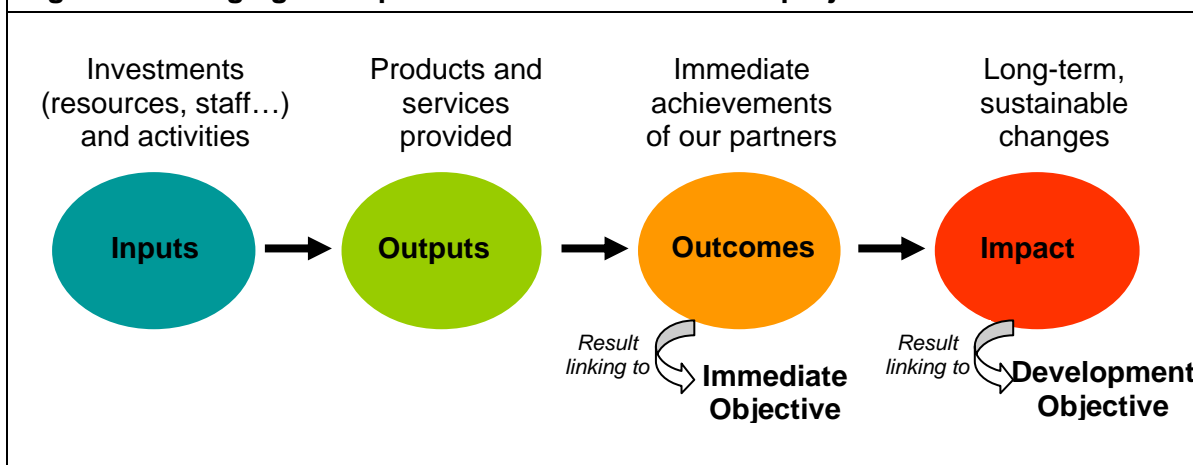 Investments
(resources, staff…)
and activities
Products and
services
provided
Immediate
achievements
of our partners
Long-term,
sustainable
changes
Inputs
Outputs
Outcomes
Impact
Result
linking to
Immediate
Objective
Result
linking to
Development
Objective